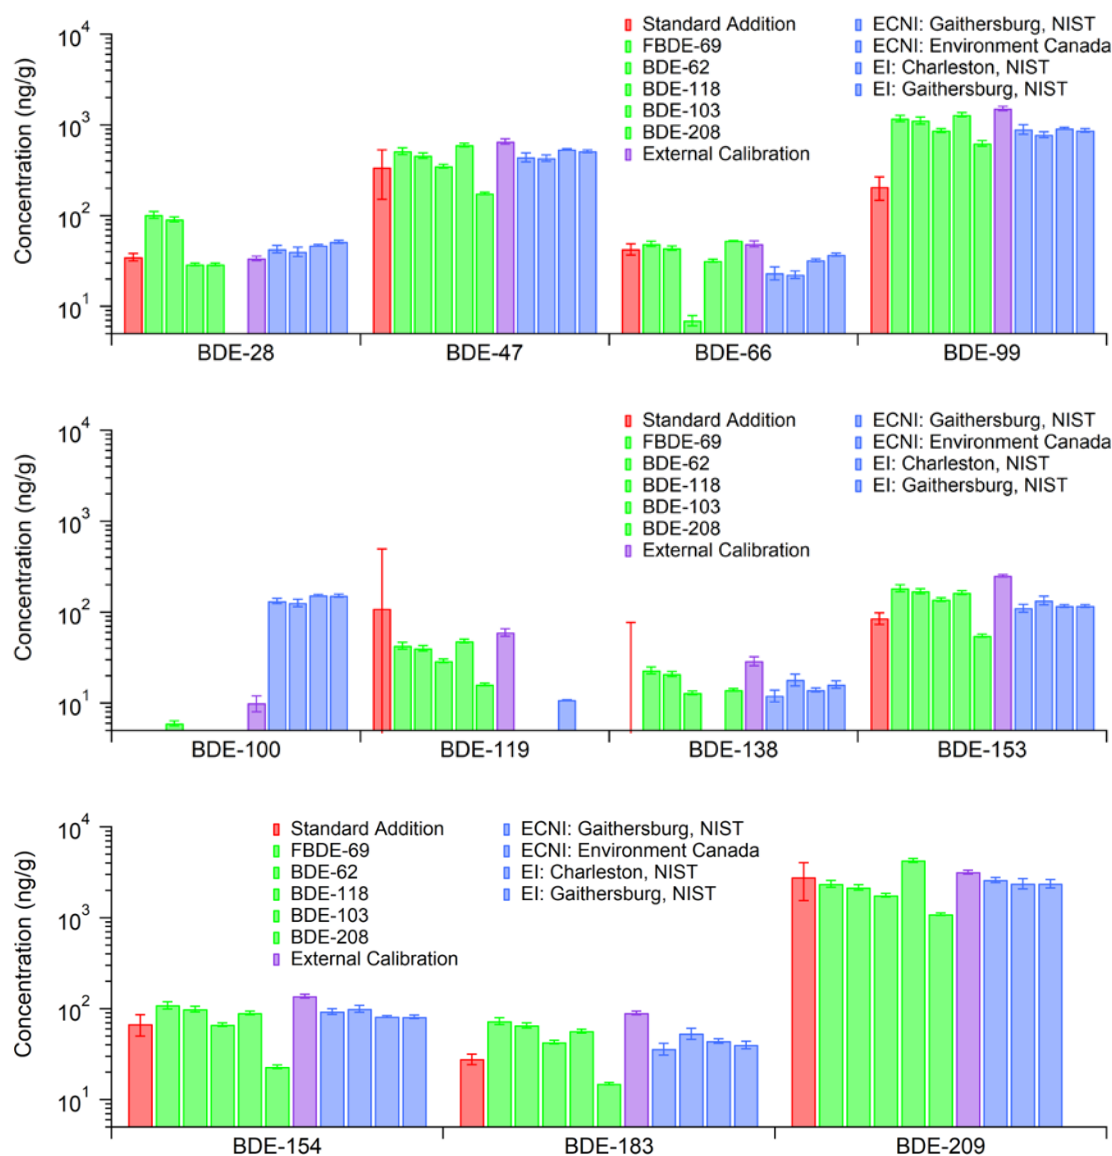 Concentration (ng/g)
10⁴
10³
10²
10¹
Standard Addition
FBDE-69
BDE-62
BDE-118
BDE-103
BDE-208
External Calibration
ECNI: Gaithersburg, NIST
ECNI: Environment Canada
EI: Charleston, NIST
EI: Gaithersburg, NIST
BDE-28
BDE-47
BDE-66
BDE-99
Concentration (ng/g)
10⁴
10³
10²
10¹
Standard Addition
FBDE-69
BDE-62
BDE-118
BDE-103
BDE-208
External Calibration
ECNI: Gaithersburg, NIST
ECNI: Environment Canada
EI: Charleston, NIST
EI: Gaithersburg, NIST
BDE-100
BDE-119
BDE-138
BDE-153
Concentration (ng/g)
10⁴
10³
10²
10¹
Standard Addition
FBDE-69
BDE-62
BDE-118
BDE-103
BDE-208
External Calibration
ECNI: Gaithersburg, NIST
ECNI: Environment Canada
EI: Charleston, NIST
EI: Gaithersburg, NIST
BDE-154
BDE-183
BDE-209